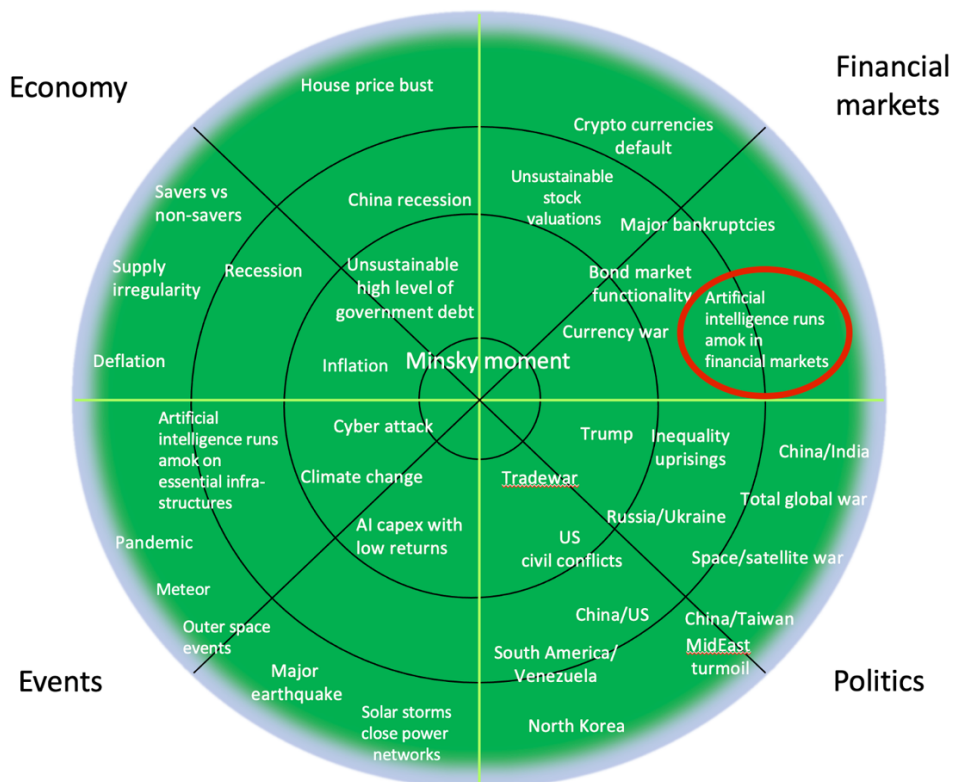 Economy
Financial
markets
House price bust
Crypto currencies
default
Savers vs
non-savers
China recession
Unsustainable
stock
valuations
Major bankruptcies
Supply
irregularity
Recession
Unsustainable
high level of
government debt
Bond market
functionality
Artificial
intelligence runs
amok in
financial markets
Currency war
Deflation
Inflation
Minsky moment
Artificial
intelligence runs
amok on
essential infra-
structures
Cyber attack
Climate change
AI capex with
low returns
Pandemic
Meteor
Outer space
events
Major
earthquake
Solar storms
close power
networks
Trump
Inequality
uprisings
China/India
Tradewar
Total global war
Russia/Ukraine
US
civil conflicts
Space/satellite war
China/US
China/Taiwan
MidEast
turmoil
South America/
Venezuela
North Korea
Events
Politics